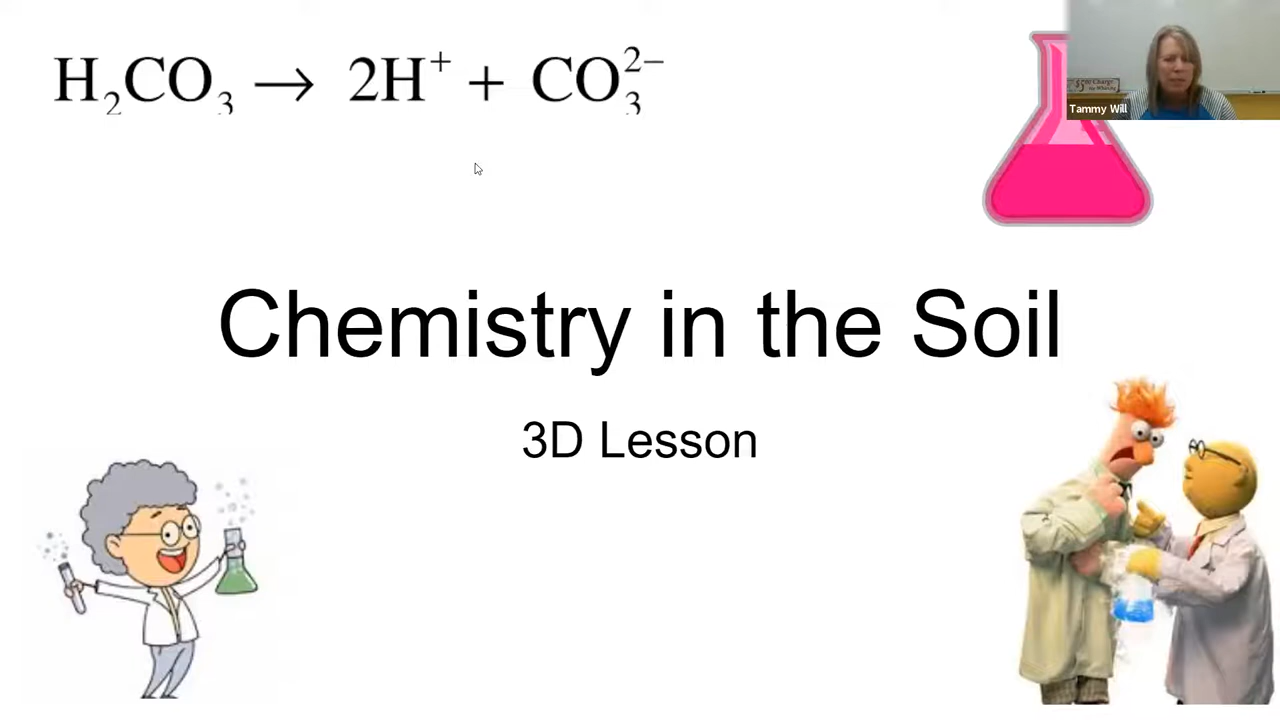 H₂CO₃ → 2H⁺ + CO₃²⁻
Tammy Will
Chemistry in the Soil
3D Lesson